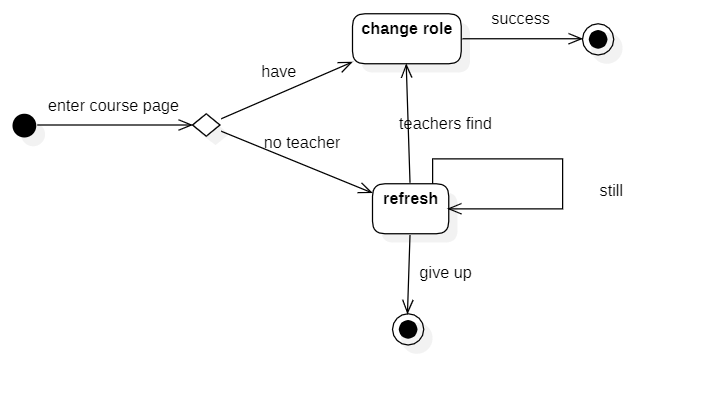 success
change role
have
enter course page
teachers find
no teacher
still
refresh
give up